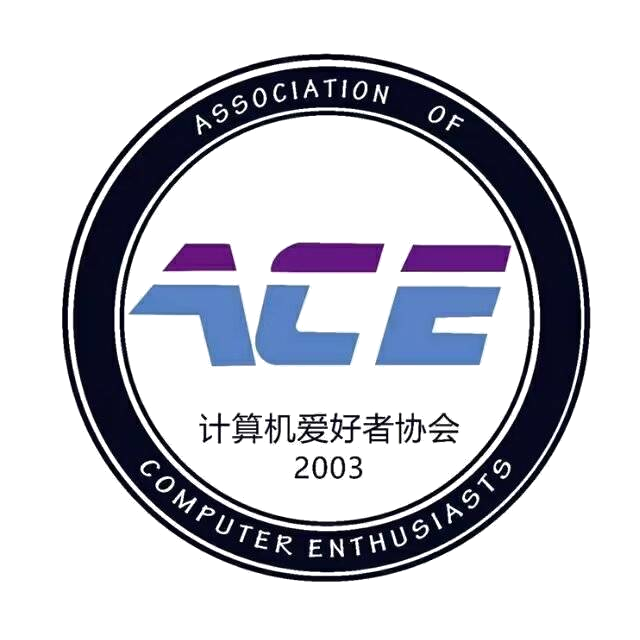 ASSOCIATION OF
ACE
计算机爱好者协会
2003
COMPUTER ENTHUSIASTS